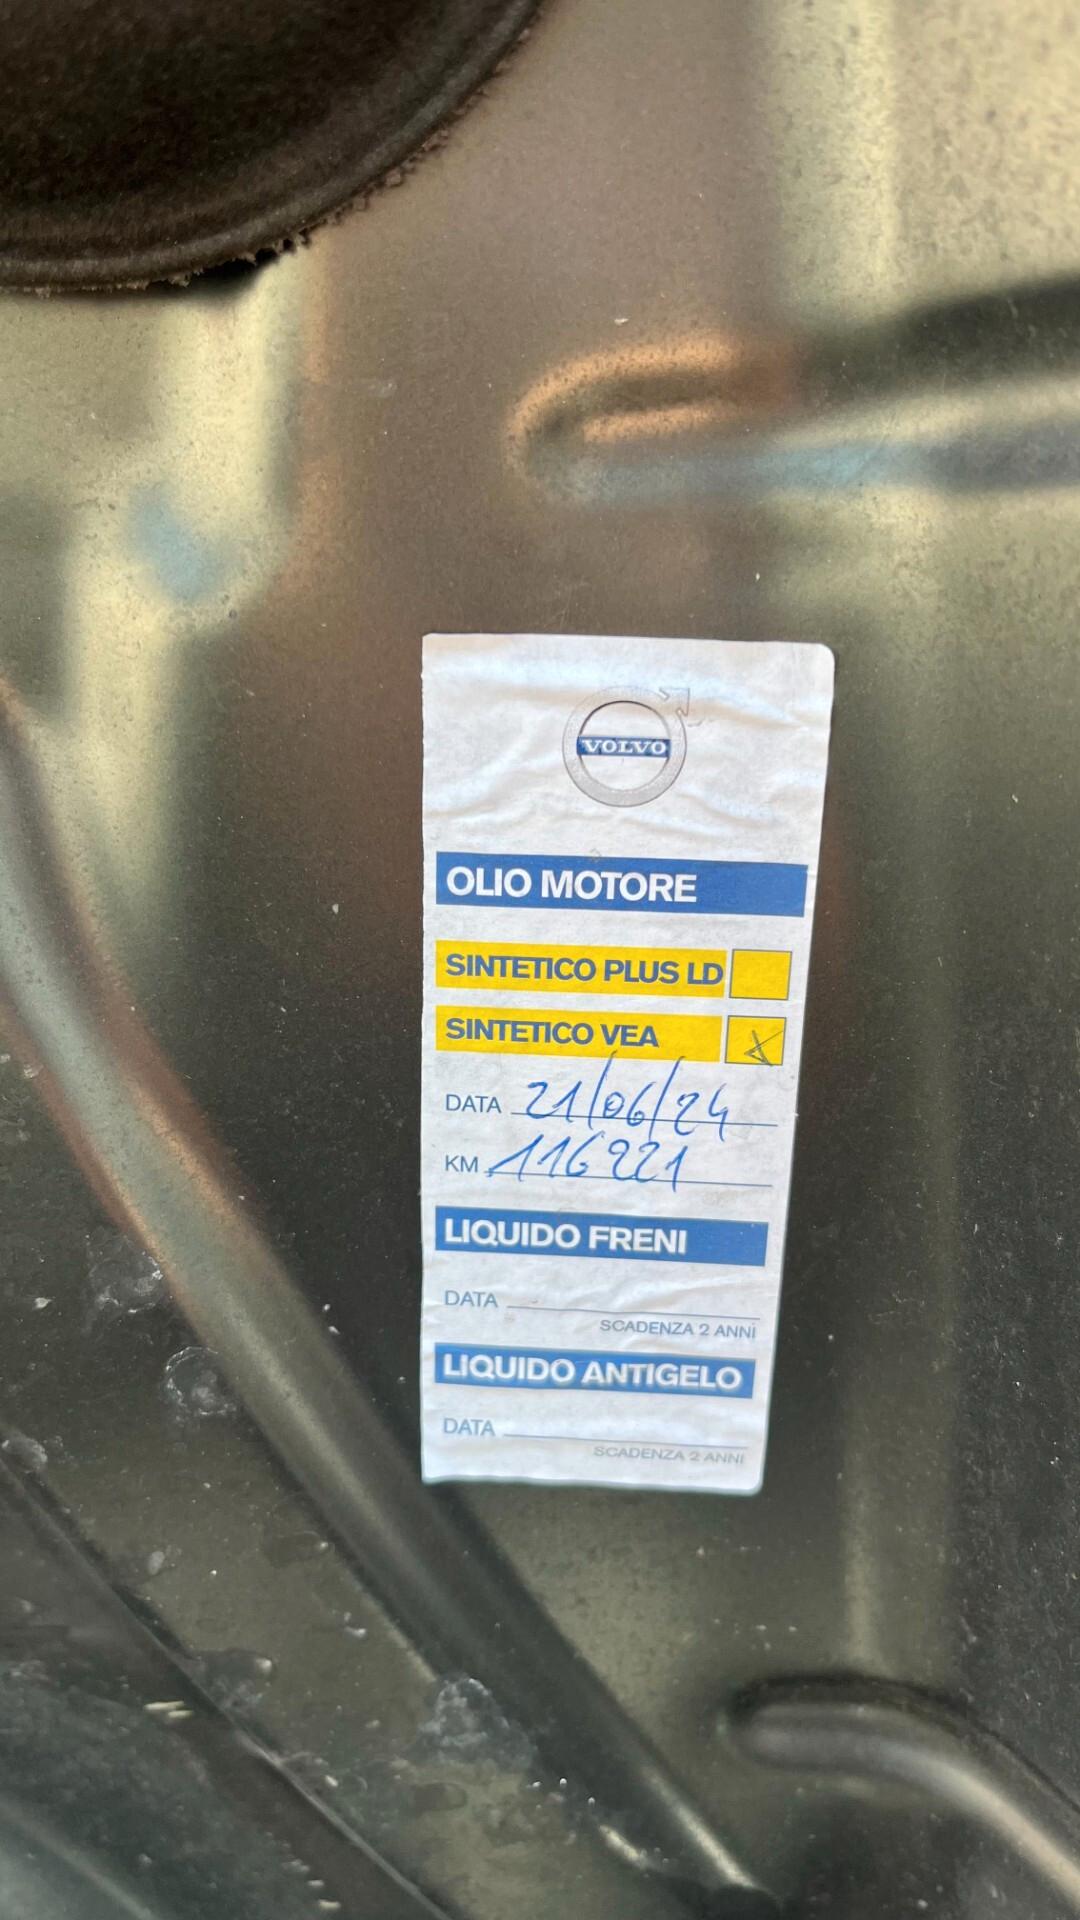 VOLVO
OLIO MOTORE
SINTETICO PLUS LD
SINTETICO VEA
DATA 21/06/24
KM 116221
LIQUIDO FRENI
DATA
SCADENZA 2 ANNI
LIQUIDO ANTIGELO
DATA
SCADENZA 2 ANNI